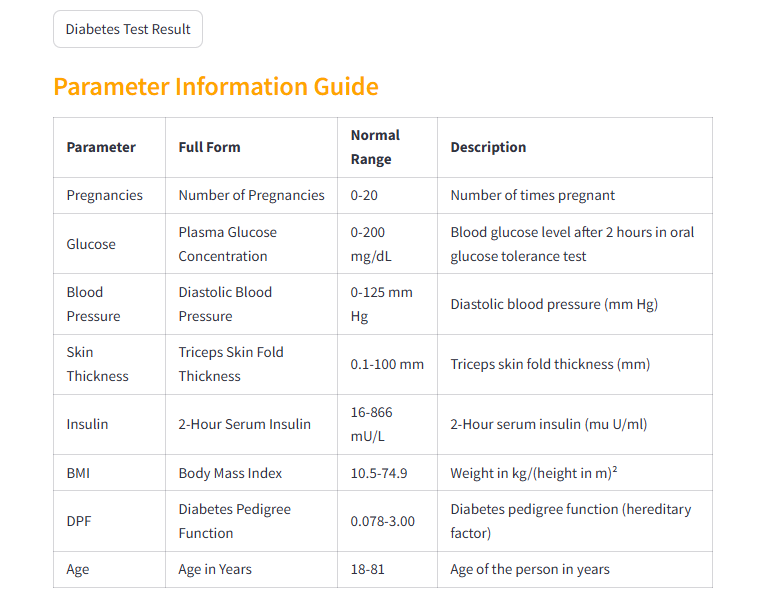 Diabetes Test Result
Parameter Information Guide
Parameter Full Form Normal Range Description
Pregnancies Number of Pregnancies 0-20 Number of times pregnant
Glucose Plasma Glucose Concentration 0-200 mg/dL Blood glucose level after 2 hours in oral glucose tolerance test
Blood Pressure Diastolic Blood Pressure 0-125 mm Hg Diastolic blood pressure (mm Hg)
Skin Thickness Triceps Skin Fold Thickness 0.1-100 mm Triceps skin fold thickness (mm)
Insulin 2-Hour Serum Insulin 16-866 mU/L 2-Hour serum insulin (mu U/ml)
BMI Body Mass Index 10.5-74.9 Weight in kg/(height in m)²
DPF Diabetes Pedigree Function 0.078-3.00 Diabetes pedigree function (hereditary factor)
Age Age in Years 18-81 Age of the person in years